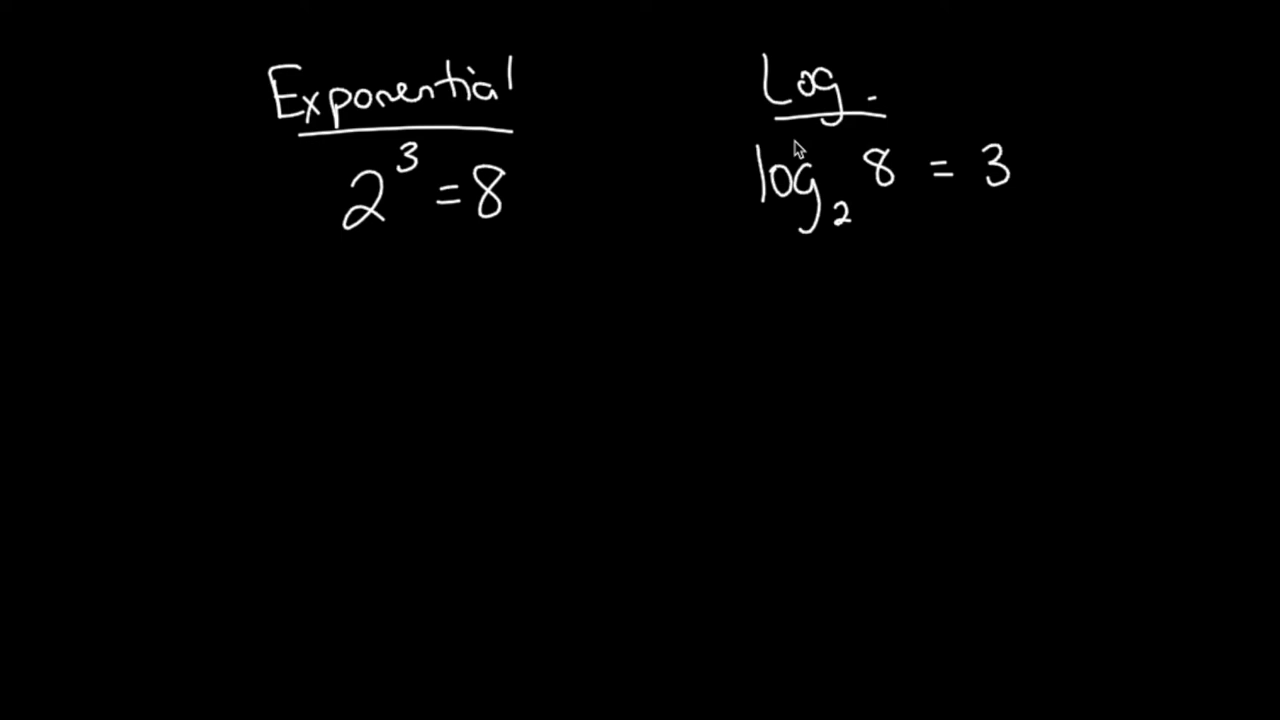 Exponential
2³ = 8
Log.
log₂ 8 = 3